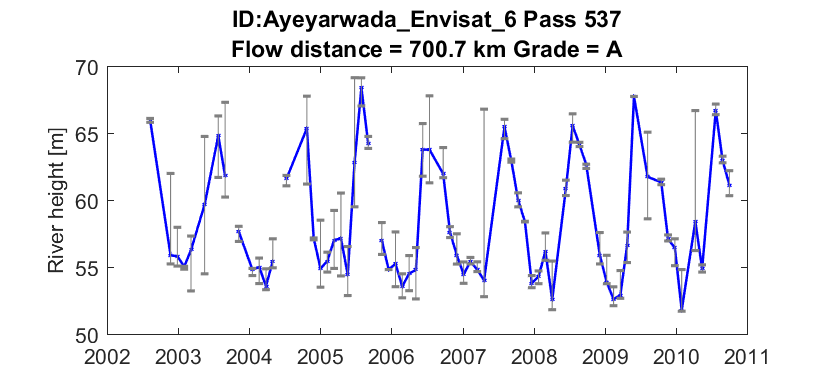 ID:Ayeyarwada_Envisat_6 Pass 537
Flow distance = 700.7 km Grade = A
River height [m]
70
65
60
55
50
2002 2003 2004 2005 2006 2007 2008 2009 2010 2011